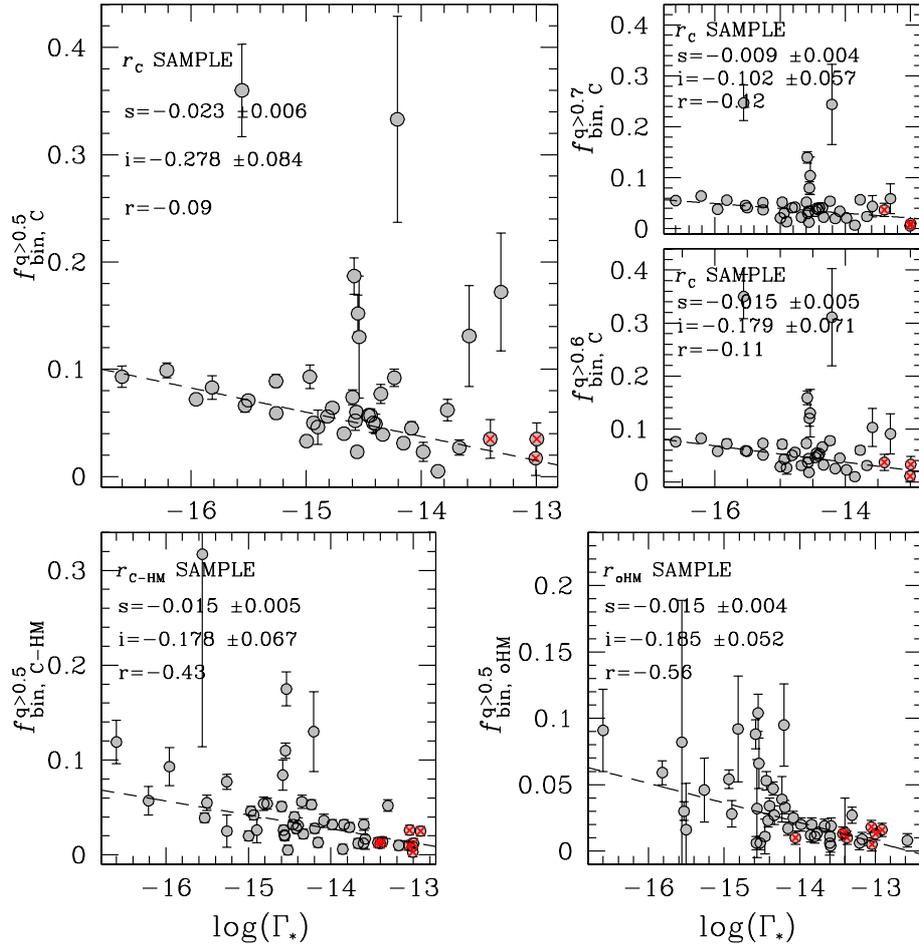 0.4
0.3
0.2
0.1
0
f^{q>0.5}_{bin, C}
r_C SAMPLE
s=−0.023 ±0.006
i=−0.278 ±0.084
r=−0.09
−16
−15
−14
−13
0.4
0.3
0.2
0.1
0
f^{q>0.7}_{bin, C}
r_C SAMPLE
s=−0.009 ±0.004
i=−0.102 ±0.057
r=−0.12
0.4
0.3
0.2
0.1
0
f^{q>0.6}_{bin, C}
r_C SAMPLE
s=−0.015 ±0.005
i=−0.179 ±0.071
r=−0.11
−16
−14
0.3
0.2
0.1
0
f^{q>0.5}_{bin, C−HM}
r_{C−HM} SAMPLE
s=−0.015 ±0.005
i=−0.178 ±0.067
r=−0.43
−16
−15
−14
−13
log(Γ_*)
0.2
0.15
0.1
0.05
0
f^{q>0.5}_{bin, oHM}
r_{oHM} SAMPLE
s=−0.015 ±0.004
i=−0.185 ±0.052
r=−0.56
−16
−15
−14
−13
log(Γ_*)